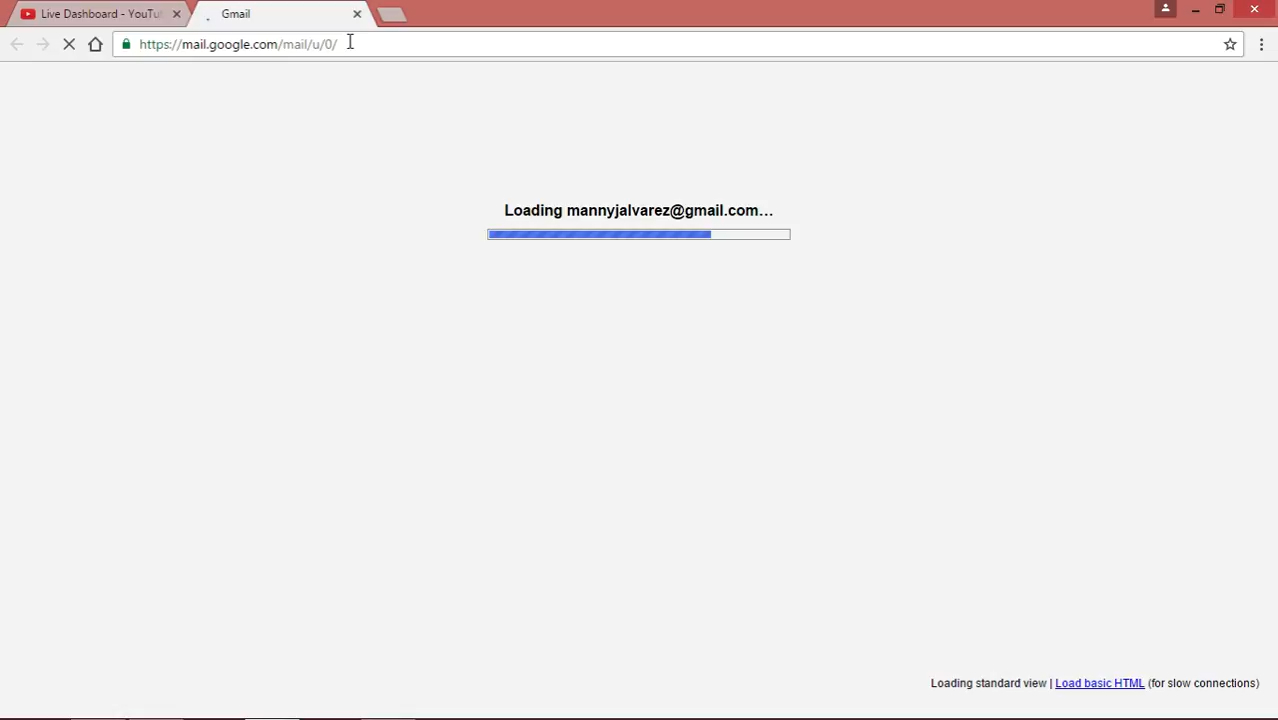 Live Dashboard - YouTu
Gmail
https://mail.google.com/mail/u/0/
Loading mannyjalvarez@gmail.com…
Loading standard view | Load basic HTML (for slow connections)